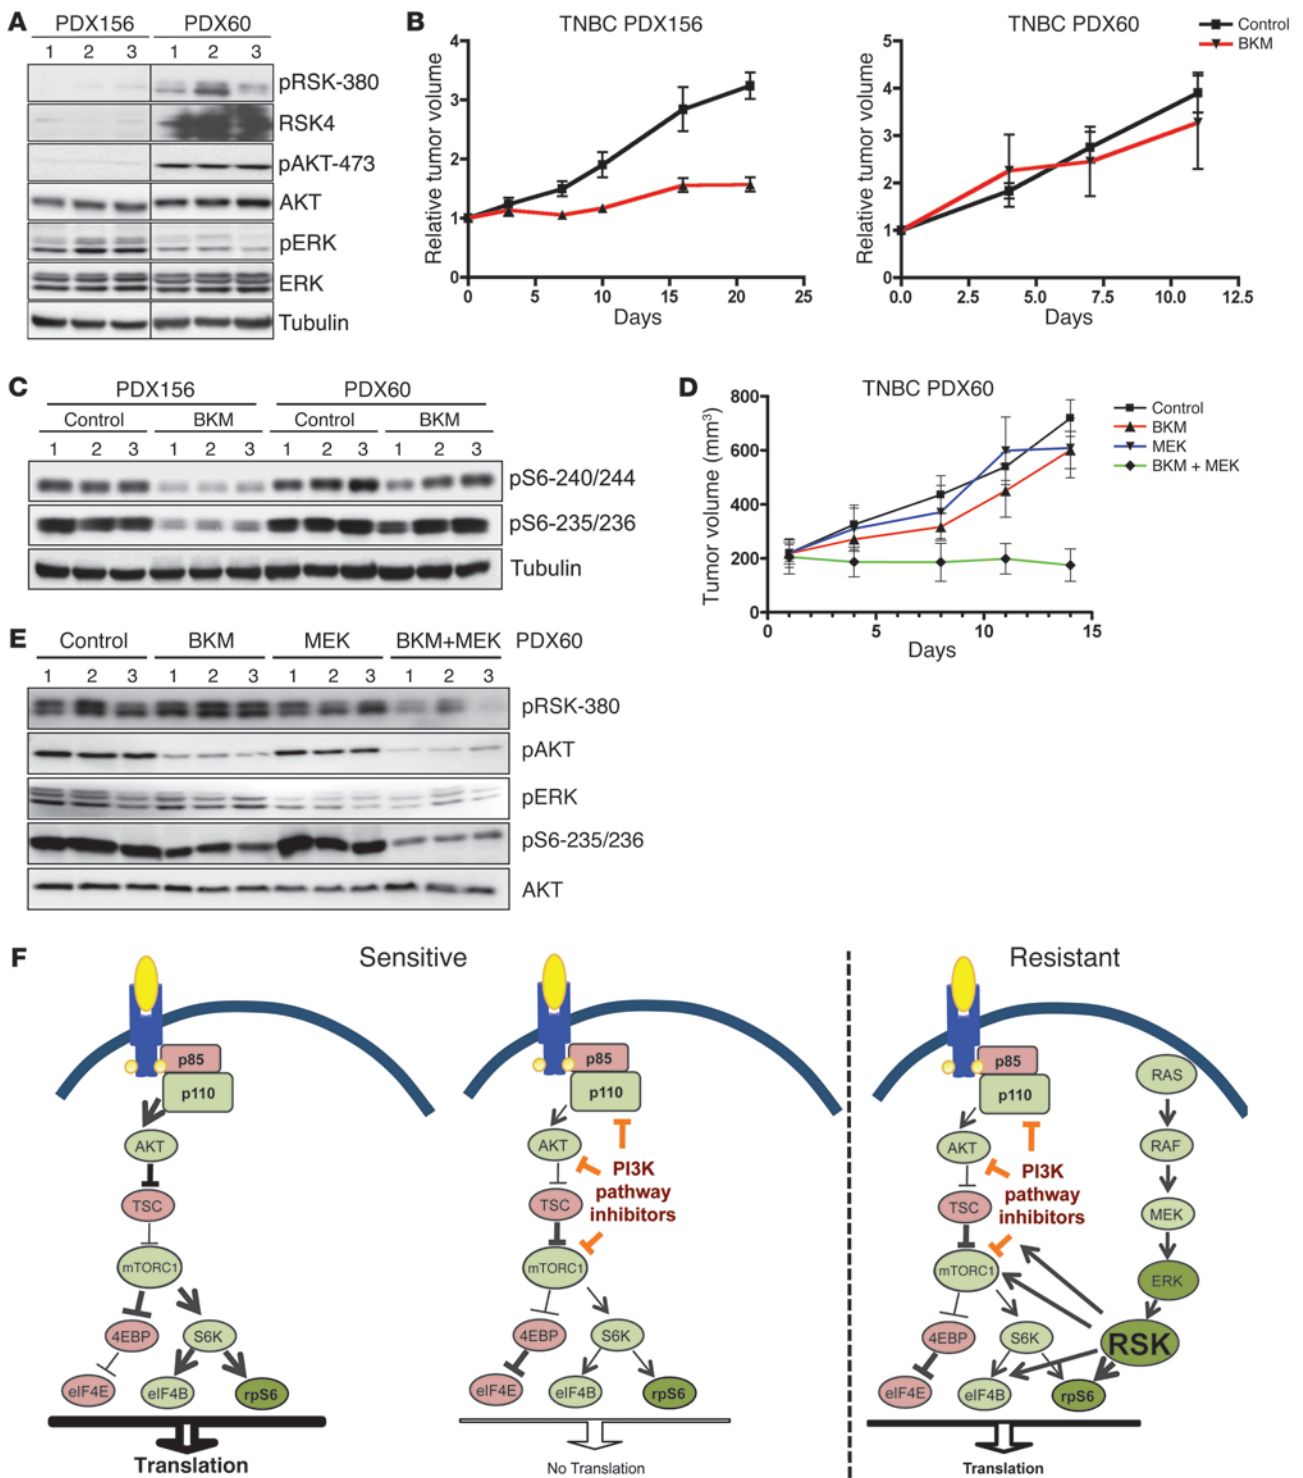 A
PDX156 PDX60
1 2 3 1 2 3
pRSK-380
RSK4
pAKT-473
AKT
pERK
ERK
Tubulin
B
TNBC PDX156
Relative tumor volume
4
3
2
1
0
0 5 10 15 20 25
Days
TNBC PDX60
Control
BKM
Relative tumor volume
5
4
3
2
1
0
0.0 2.5 5.0 7.5 10.0 12.5
Days
C
PDX156 PDX60
Control BKM Control BKM
1 2 3 1 2 3 1 2 3 1 2 3
pS6-240/244
pS6-235/236
Tubulin
D
TNBC PDX60
Tumor volume (mm³)
800
600
400
200
0
0 5 10 15
Days
Control
BKM
MEK
BKM + MEK
E
Control BKM MEK BKM+MEK PDX60
1 2 3 1 2 3 1 2 3 1 2 3
pRSK-380
pAKT
pERK
pS6-235/236
AKT
F
Sensitive
Resistant
p85
p110
AKT
TSC
mTORC1
4EBP S6K
eIF4E eIF4B rpS6
Translation
p85
p110
AKT
PI3K
pathway
inhibitors
TSC
mTORC1
4EBP S6K
eIF4E eIF4B rpS6
No Translation
p85
p110
AKT
PI3K
pathway
inhibitors
TSC
mTORC1
4EBP S6K
eIF4E eIF4B rpS6
RAS
RAF
MEK
ERK
RSK
Translation